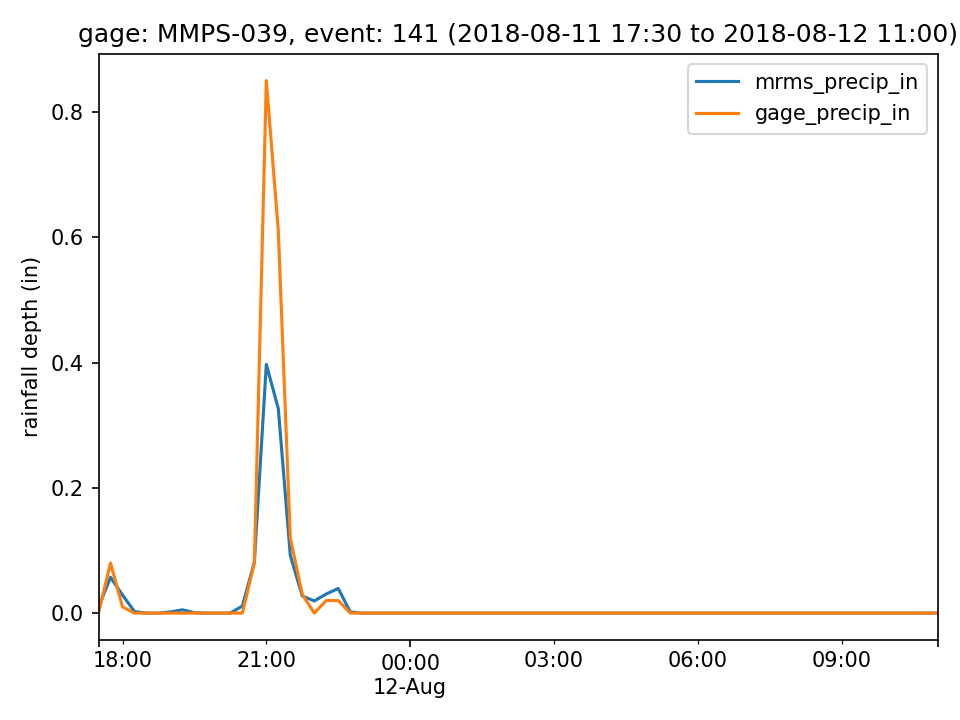 gage: MMPS-039, event: 141 (2018-08-11 17:30 to 2018-08-12 11:00)
mrms_precip_in
gage_precip_in
rainfall depth (in)
0.8
0.6
0.4
0.2
0.0
18:00 21:00 00:00 03:00 06:00 09:00
12-Aug